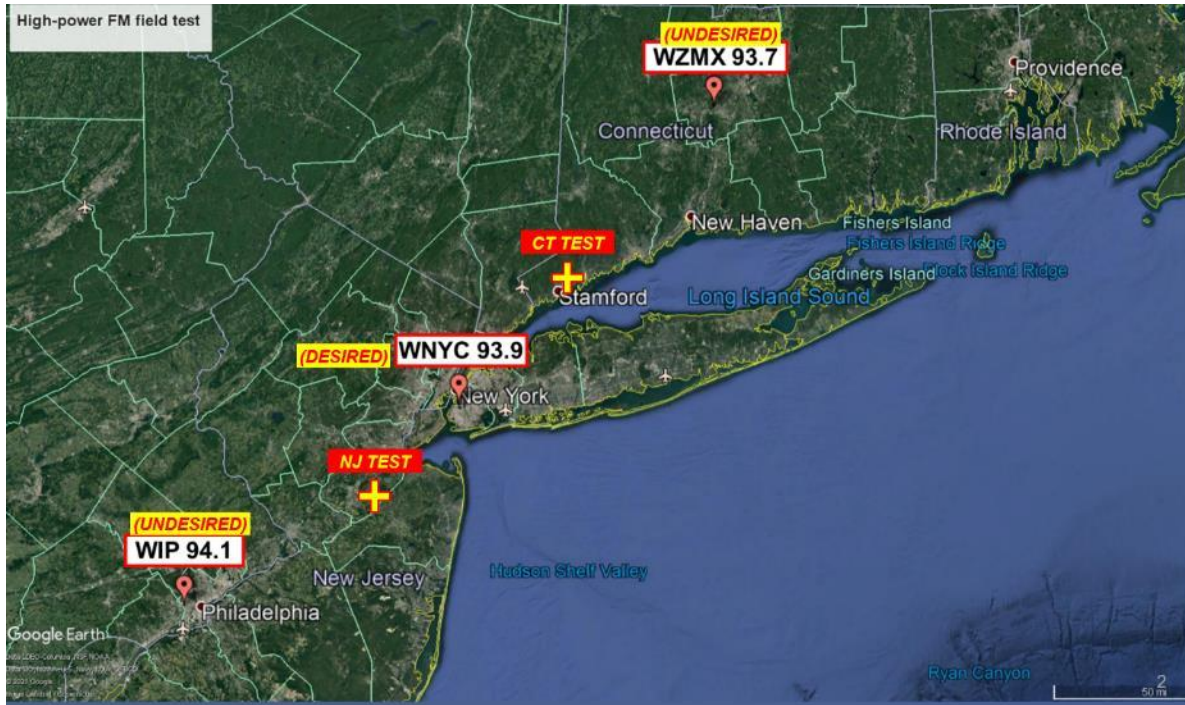 High-power FM field test
(UNDESIRED)
WZMX 93.7
Providence
Connecticut
Rhode Island
New Haven
Fishers Island
Fishers Island Ridge
CT TEST
Block Island Ridge
Gardiners Island
Stamford
Long Island Sound
(DESIRED)
WNYC 93.9
New York
NJ TEST
(UNDESIRED)
WIP 94.1
New Jersey
Hudson Shelf Valley
Philadelphia
Google Earth
Ryan Canyon
2
50 mi